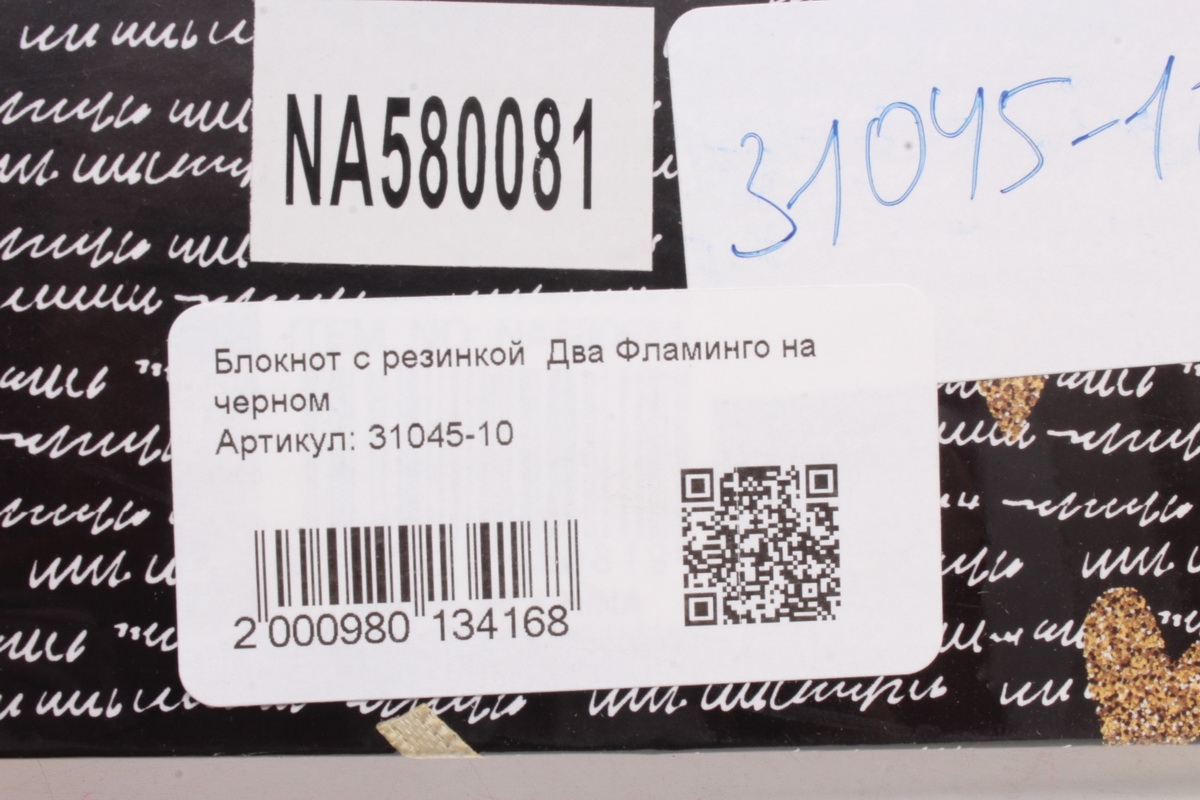 NA580081
31045-1
Блокнот с резинкой Два Фламинго на
черном
Артикул: 31045-10
2 000980 134168